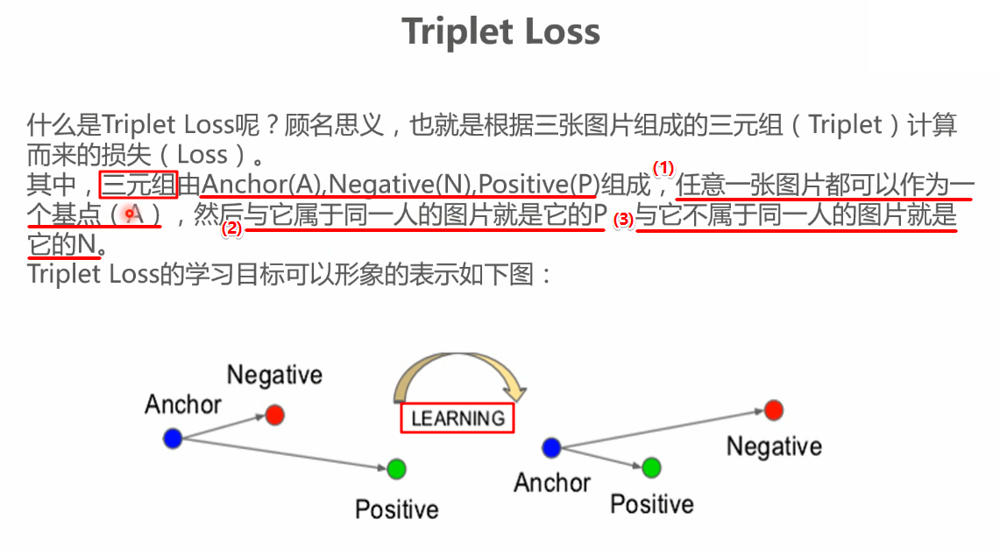 Triplet Loss
什么是Triplet Loss呢？顾名思义，也就是根据三张图片组成的三元组（Triplet）计算
而来的损失（Loss）。
(1)
其中，三元组由Anchor(A),Negative(N),Positive(P)组成，任意一张图片都可以作为一
个基点（A），然后与它属于同一人的图片就是它的P (3) 与它不属于同一人的图片就是
(2)
它的N。
Triplet Loss的学习目标可以形象的表示如下图：
Negative
Anchor
LEARNING
Negative
Anchor
Positive
Positive